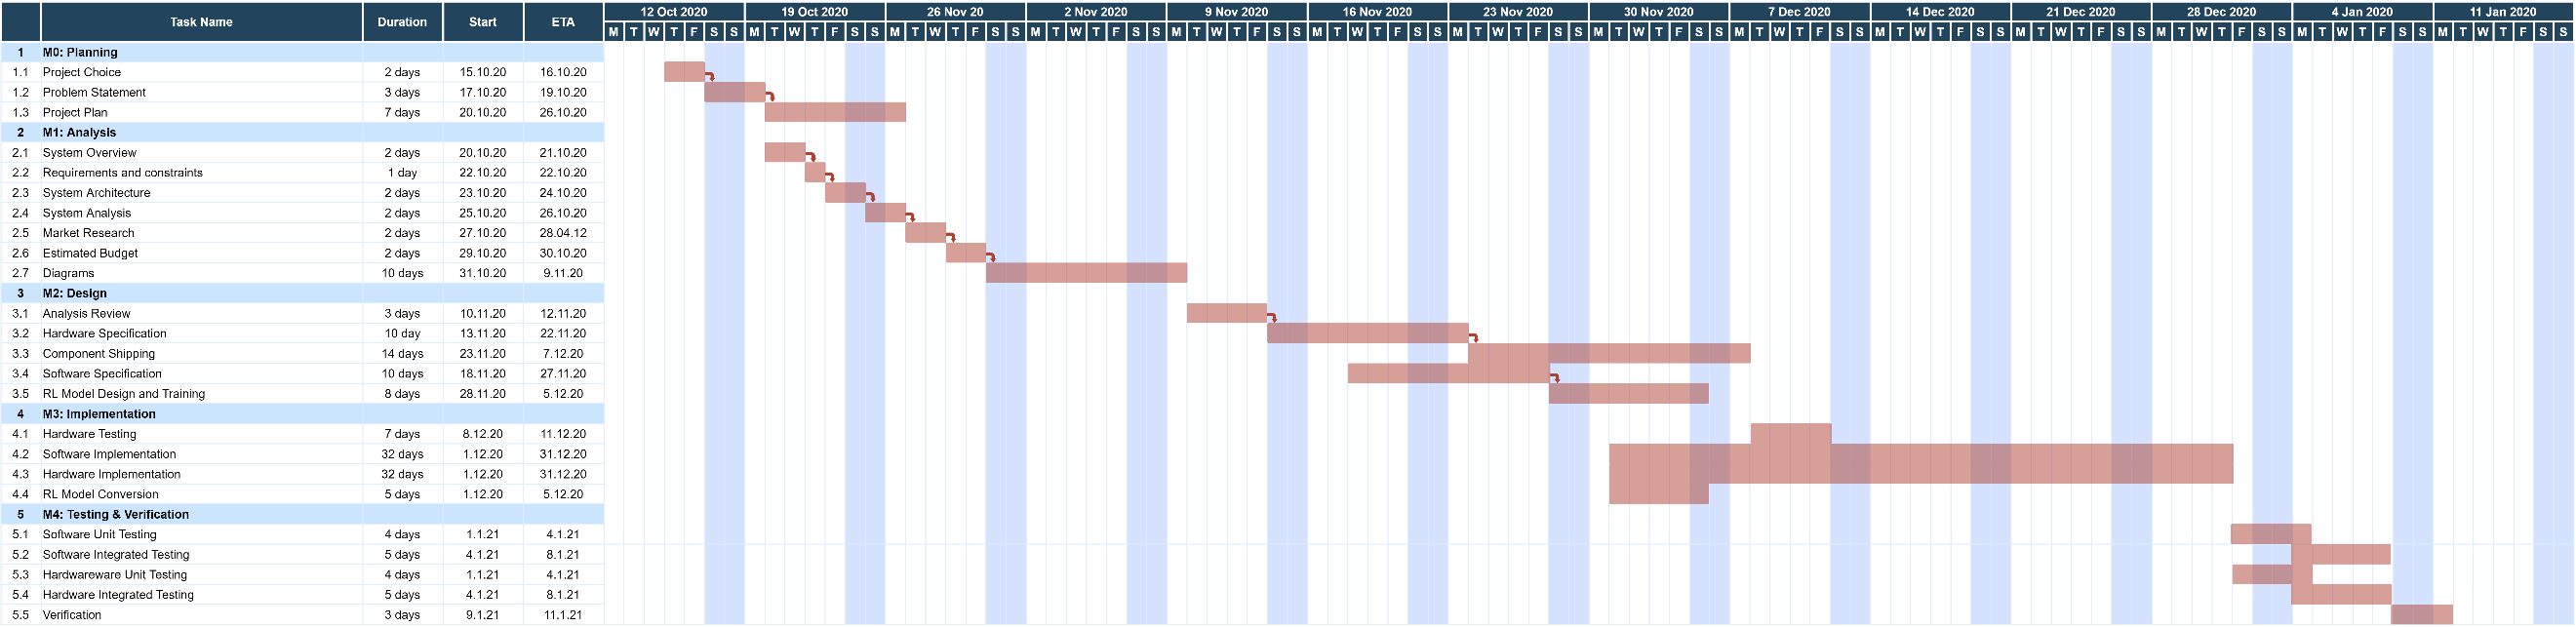 Task Name Duration Start ETA 12 Oct 2020 19 Oct 2020 26 Nov 20 2 Nov 2020 9 Nov 2020 16 Nov 2020 23 Nov 2020 30 Nov 2020 7 Dec 2020 14 Dec 2020 21 Dec 2020 28 Dec 2020 4 Jan 2020 11 Jan 2020
M T W T F S S M T W T F S S M T W T F S S M T W T F S S M T W T F S S M T W T F S S M T W T F S S M T W T F S S M T W T F S S M T W T F S S M T W T F S S M T W T F S S M T W T F S S M T W T F S S
1 M0: Planning
1.1 Project Choice 2 days 15.10.20 16.10.20
1.2 Problem Statement 3 days 17.10.20 19.10.20
1.3 Project Plan 7 days 20.10.20 26.10.20
2 M1: Analysis
2.1 System Overview 2 days 20.10.20 21.10.20
2.2 Requirements and constraints 1 day 22.10.20 22.10.20
2.3 System Architecture 2 days 23.10.20 24.10.20
2.4 System Analysis 2 days 25.10.20 26.10.20
2.5 Market Research 2 days 27.10.20 28.04.12
2.6 Estimated Budget 2 days 29.10.20 30.10.20
2.7 Diagrams 10 days 31.10.20 9.11.20
3 M2: Design
3.1 Analysis Review 3 days 10.11.20 12.11.20
3.2 Hardware Specification 10 day 13.11.20 22.11.20
3.3 Component Shipping 14 days 23.11.20 7.12.20
3.4 Software Specification 10 days 18.11.20 27.11.20
3.5 RL Model Design and Training 8 days 28.11.20 5.12.20
4 M3: Implementation
4.1 Hardware Testing 7 days 8.12.20 11.12.20
4.2 Software Implementation 32 days 1.12.20 31.12.20
4.3 Hardware Implementation 32 days 1.12.20 31.12.20
4.4 RL Model Conversion 5 days 1.12.20 5.12.20
5 M4: Testing & Verification
5.1 Software Unit Testing 4 days 1.1.21 4.1.21
5.2 Software Integrated Testing 5 days 4.1.21 8.1.21
5.3 Hardwareware Unit Testing 4 days 1.1.21 4.1.21
5.4 Hardware Integrated Testing 5 days 4.1.21 8.1.21
5.5 Verification 3 days 9.1.21 11.1.21